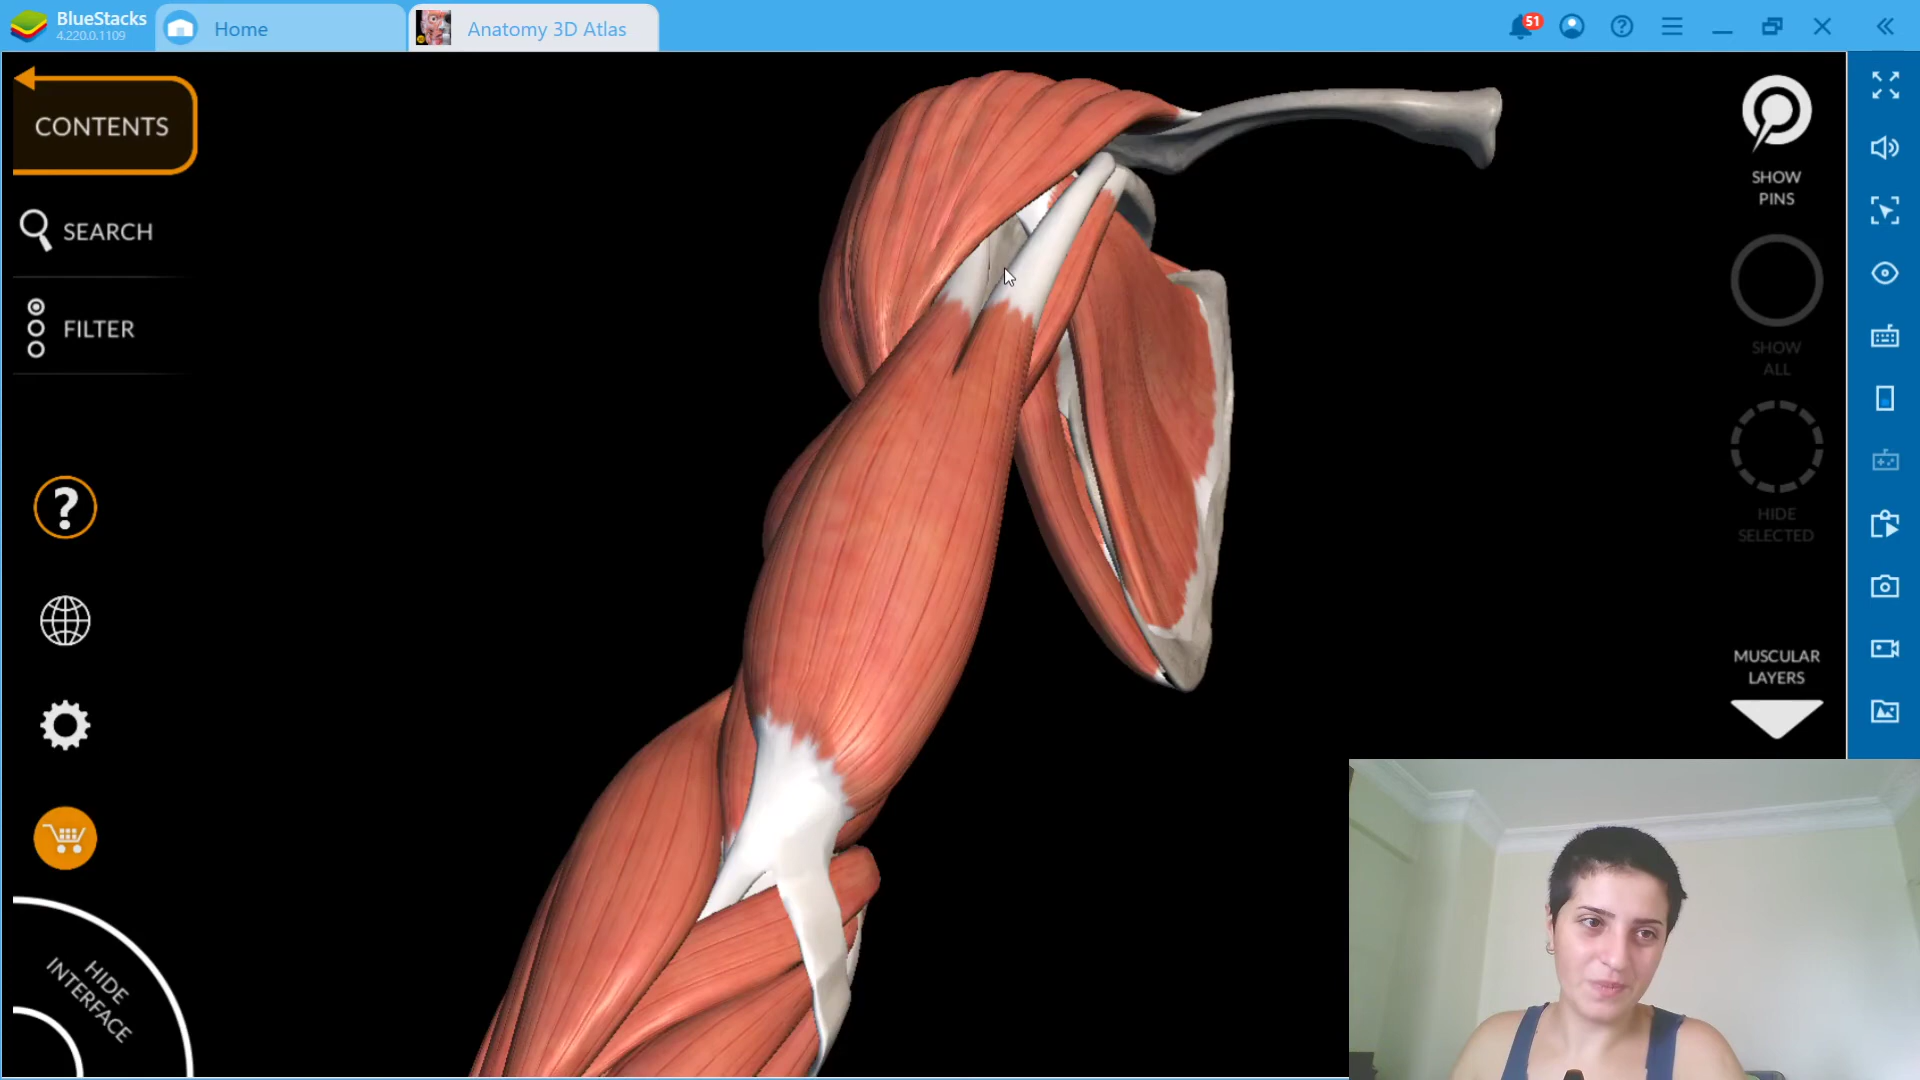 BlueStacks
4.220.0.1109
Home
Anatomy 3D Atlas
51
CONTENTS
SEARCH
FILTER
?
HIDE
INTERFACE
SHOW
PINS
SHOW
ALL
HIDE
SELECTED
MUSCULAR
LAYERS